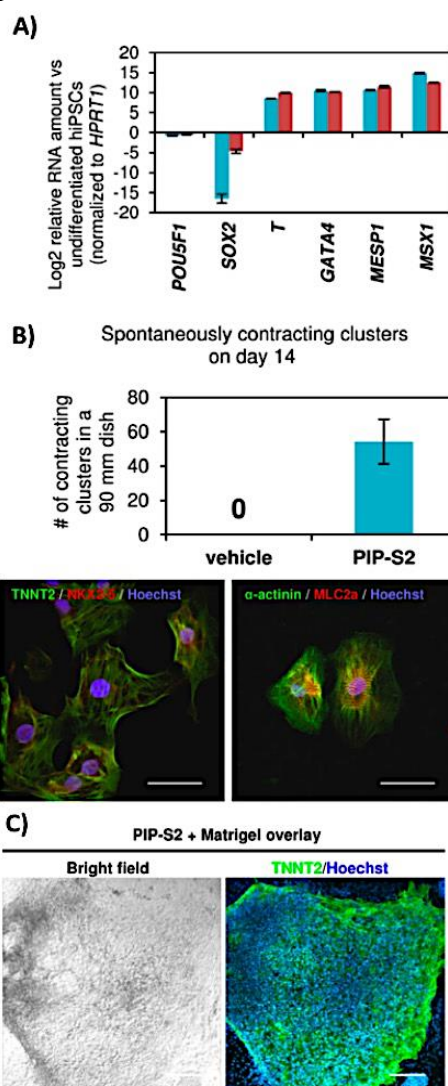 A)
Log2 relative RNA amount vs
undifferentiated hiPSCs
(normalized to HPRT1)
20
15
10
5
0
-5
-10
-15
-20
POU5F1
SOX2
T
GATA4
MESP1
MSX1
B)
Spontaneously contracting clusters
on day 14
# of contracting
clusters in a
90 mm dish
80
60
40
20
0
0
vehicle
PIP-S2
TNNT2 / NKX2-5 / Hoechst
α-actinin / MLC2a / Hoechst
C)
PIP-S2 + Matrigel overlay
Bright field
TNNT2/Hoechst